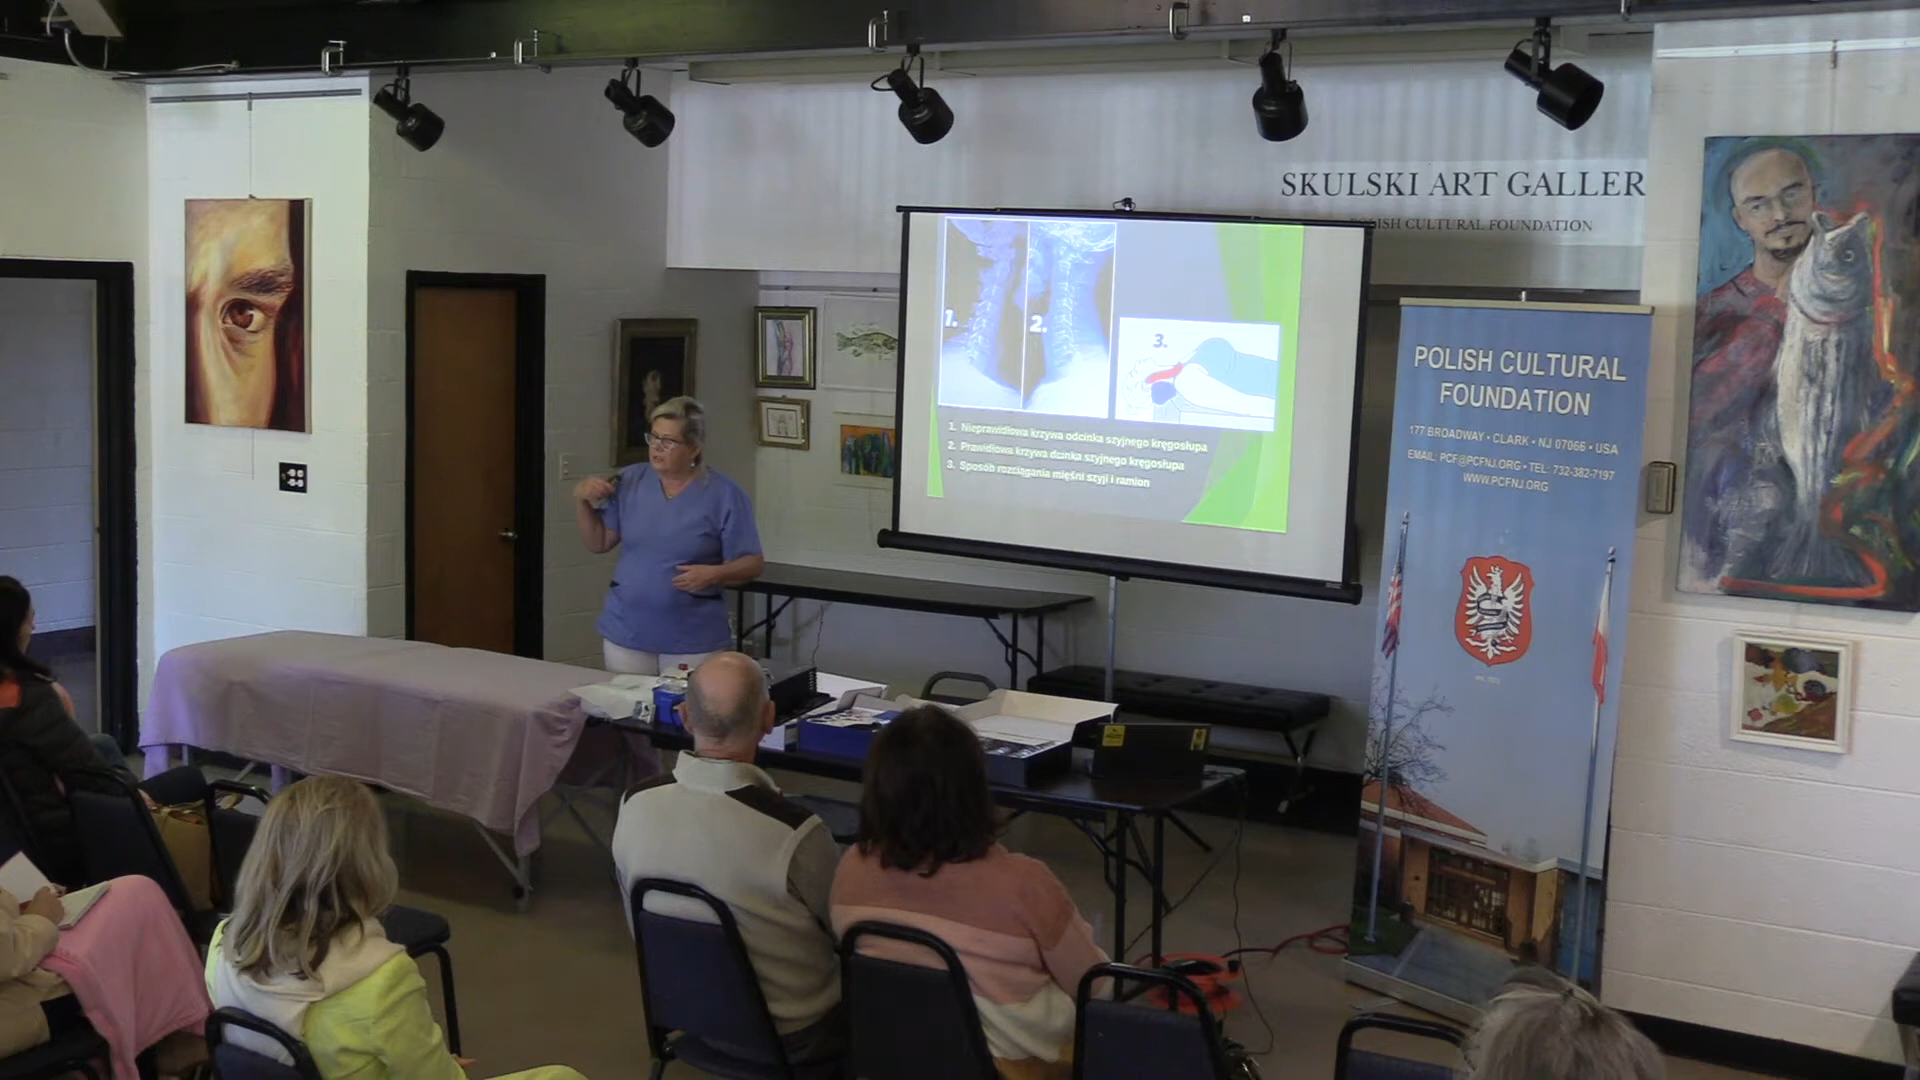 SKULSKI ART GALLER
POLISH CULTURAL FOUNDATION
1.
2.
3.
1. Nieprawidłowa krzywa odcinka szyjnego kręgosłupa
2. Prawidłowa krzywa dcinka szyjnego kręgosłupa
3. Sposób rozciągania mięśni szyji i ramion
POLISH CULTURAL
FOUNDATION
177 BROADWAY • CLARK • NJ 07066 • USA
EMAIL: PCF@PCFNJ.ORG • TEL: 732-382-7197
WWW.PCFNJ.ORG